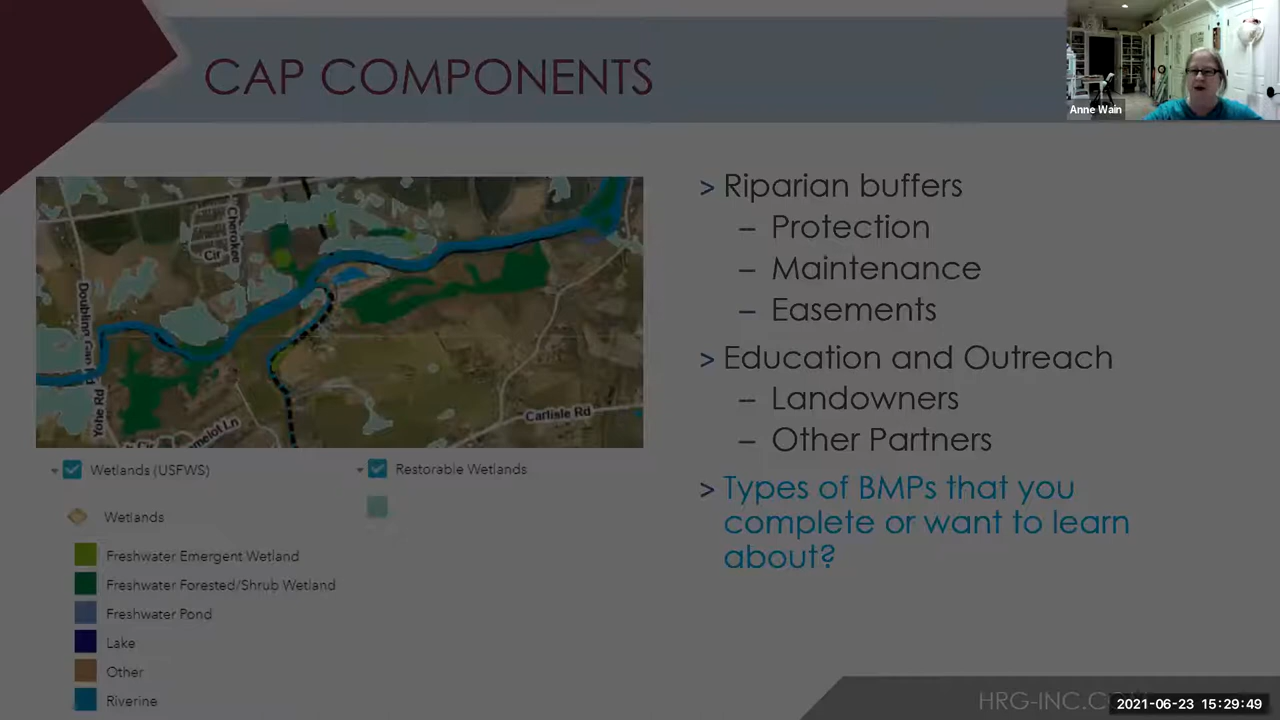 CAP COMPONENTS
Anne Wain
> Riparian buffers
– Protection
– Maintenance
– Easements
> Education and Outreach
– Landowners
– Other Partners
> Types of BMPs that you
complete or want to learn
about?
Cherokee
Cir
Yohe Rd
Carlisle Rd
Wetlands (USFWS)
Restorable Wetlands
Wetlands
Freshwater Emergent Wetland
Freshwater Forested/Shrub Wetland
Freshwater Pond
Lake
Other
Riverine
2021-06-23 15:29:49